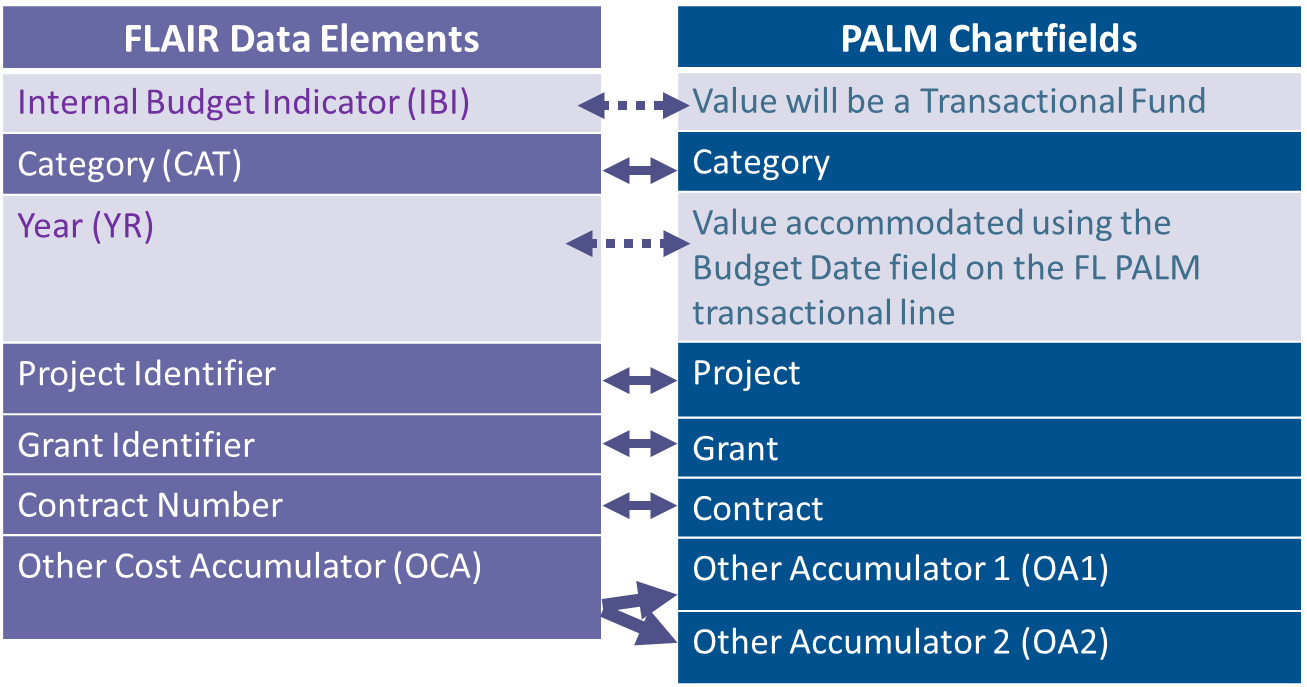 FLAIR Data Elements
PALM Chartfields
Internal Budget Indicator (IBI)
Value will be a Transactional Fund
Category (CAT)
Category
Year (YR)
Value accommodated using the
Budget Date field on the FL PALM
transactional line
Project Identifier
Project
Grant Identifier
Grant
Contract Number
Contract
Other Cost Accumulator (OCA)
Other Accumulator 1 (OA1)
Other Accumulator 2 (OA2)